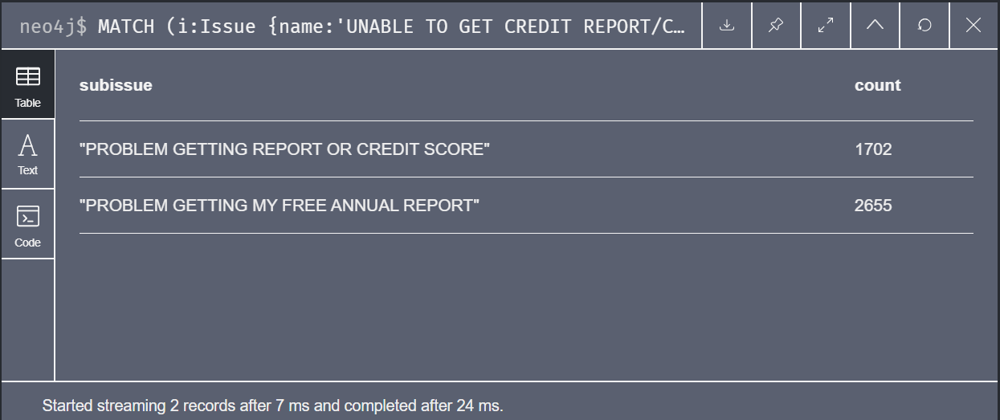 neo4j$ MATCH (i:Issue {name:'UNABLE TO GET CREDIT REPORT/C…
Table
Text
Code
subissue count
"PROBLEM GETTING REPORT OR CREDIT SCORE" 1702
"PROBLEM GETTING MY FREE ANNUAL REPORT" 2655
Started streaming 2 records after 7 ms and completed after 24 ms.